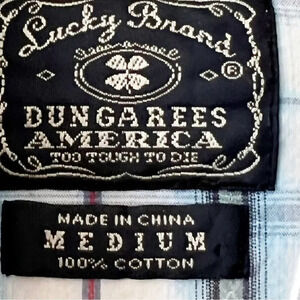 Lucky Brand
®
DUNGAREES
AMERICA
TOO TOUGH TO DIE
MADE IN CHINA
MEDIUM
100% COTTON